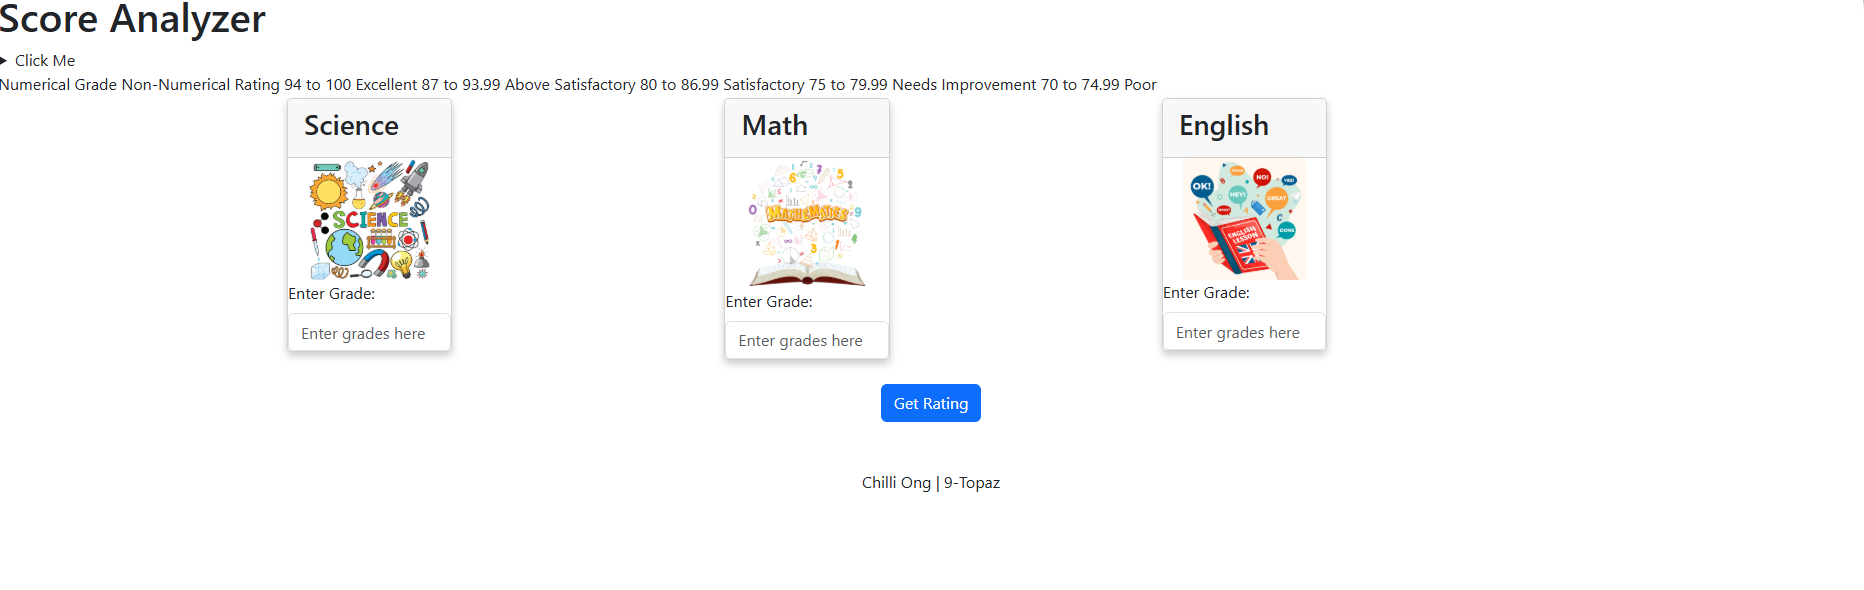 Score Analyzer
Click Me
Numerical Grade Non-Numerical Rating 94 to 100 Excellent 87 to 93.99 Above Satisfactory 80 to 86.99 Satisfactory 75 to 79.99 Needs Improvement 70 to 74.99 Poor
Science
SCIENCE
Enter Grade:
Enter grades here
Math
MATHEMATICS
Enter Grade:
Enter grades here
English
OK!
NO!
YES!
HEY!
GREAT
DONE
ENGLISH
LESSON
Enter Grade:
Enter grades here
Get Rating
Chilli Ong | 9-Topaz